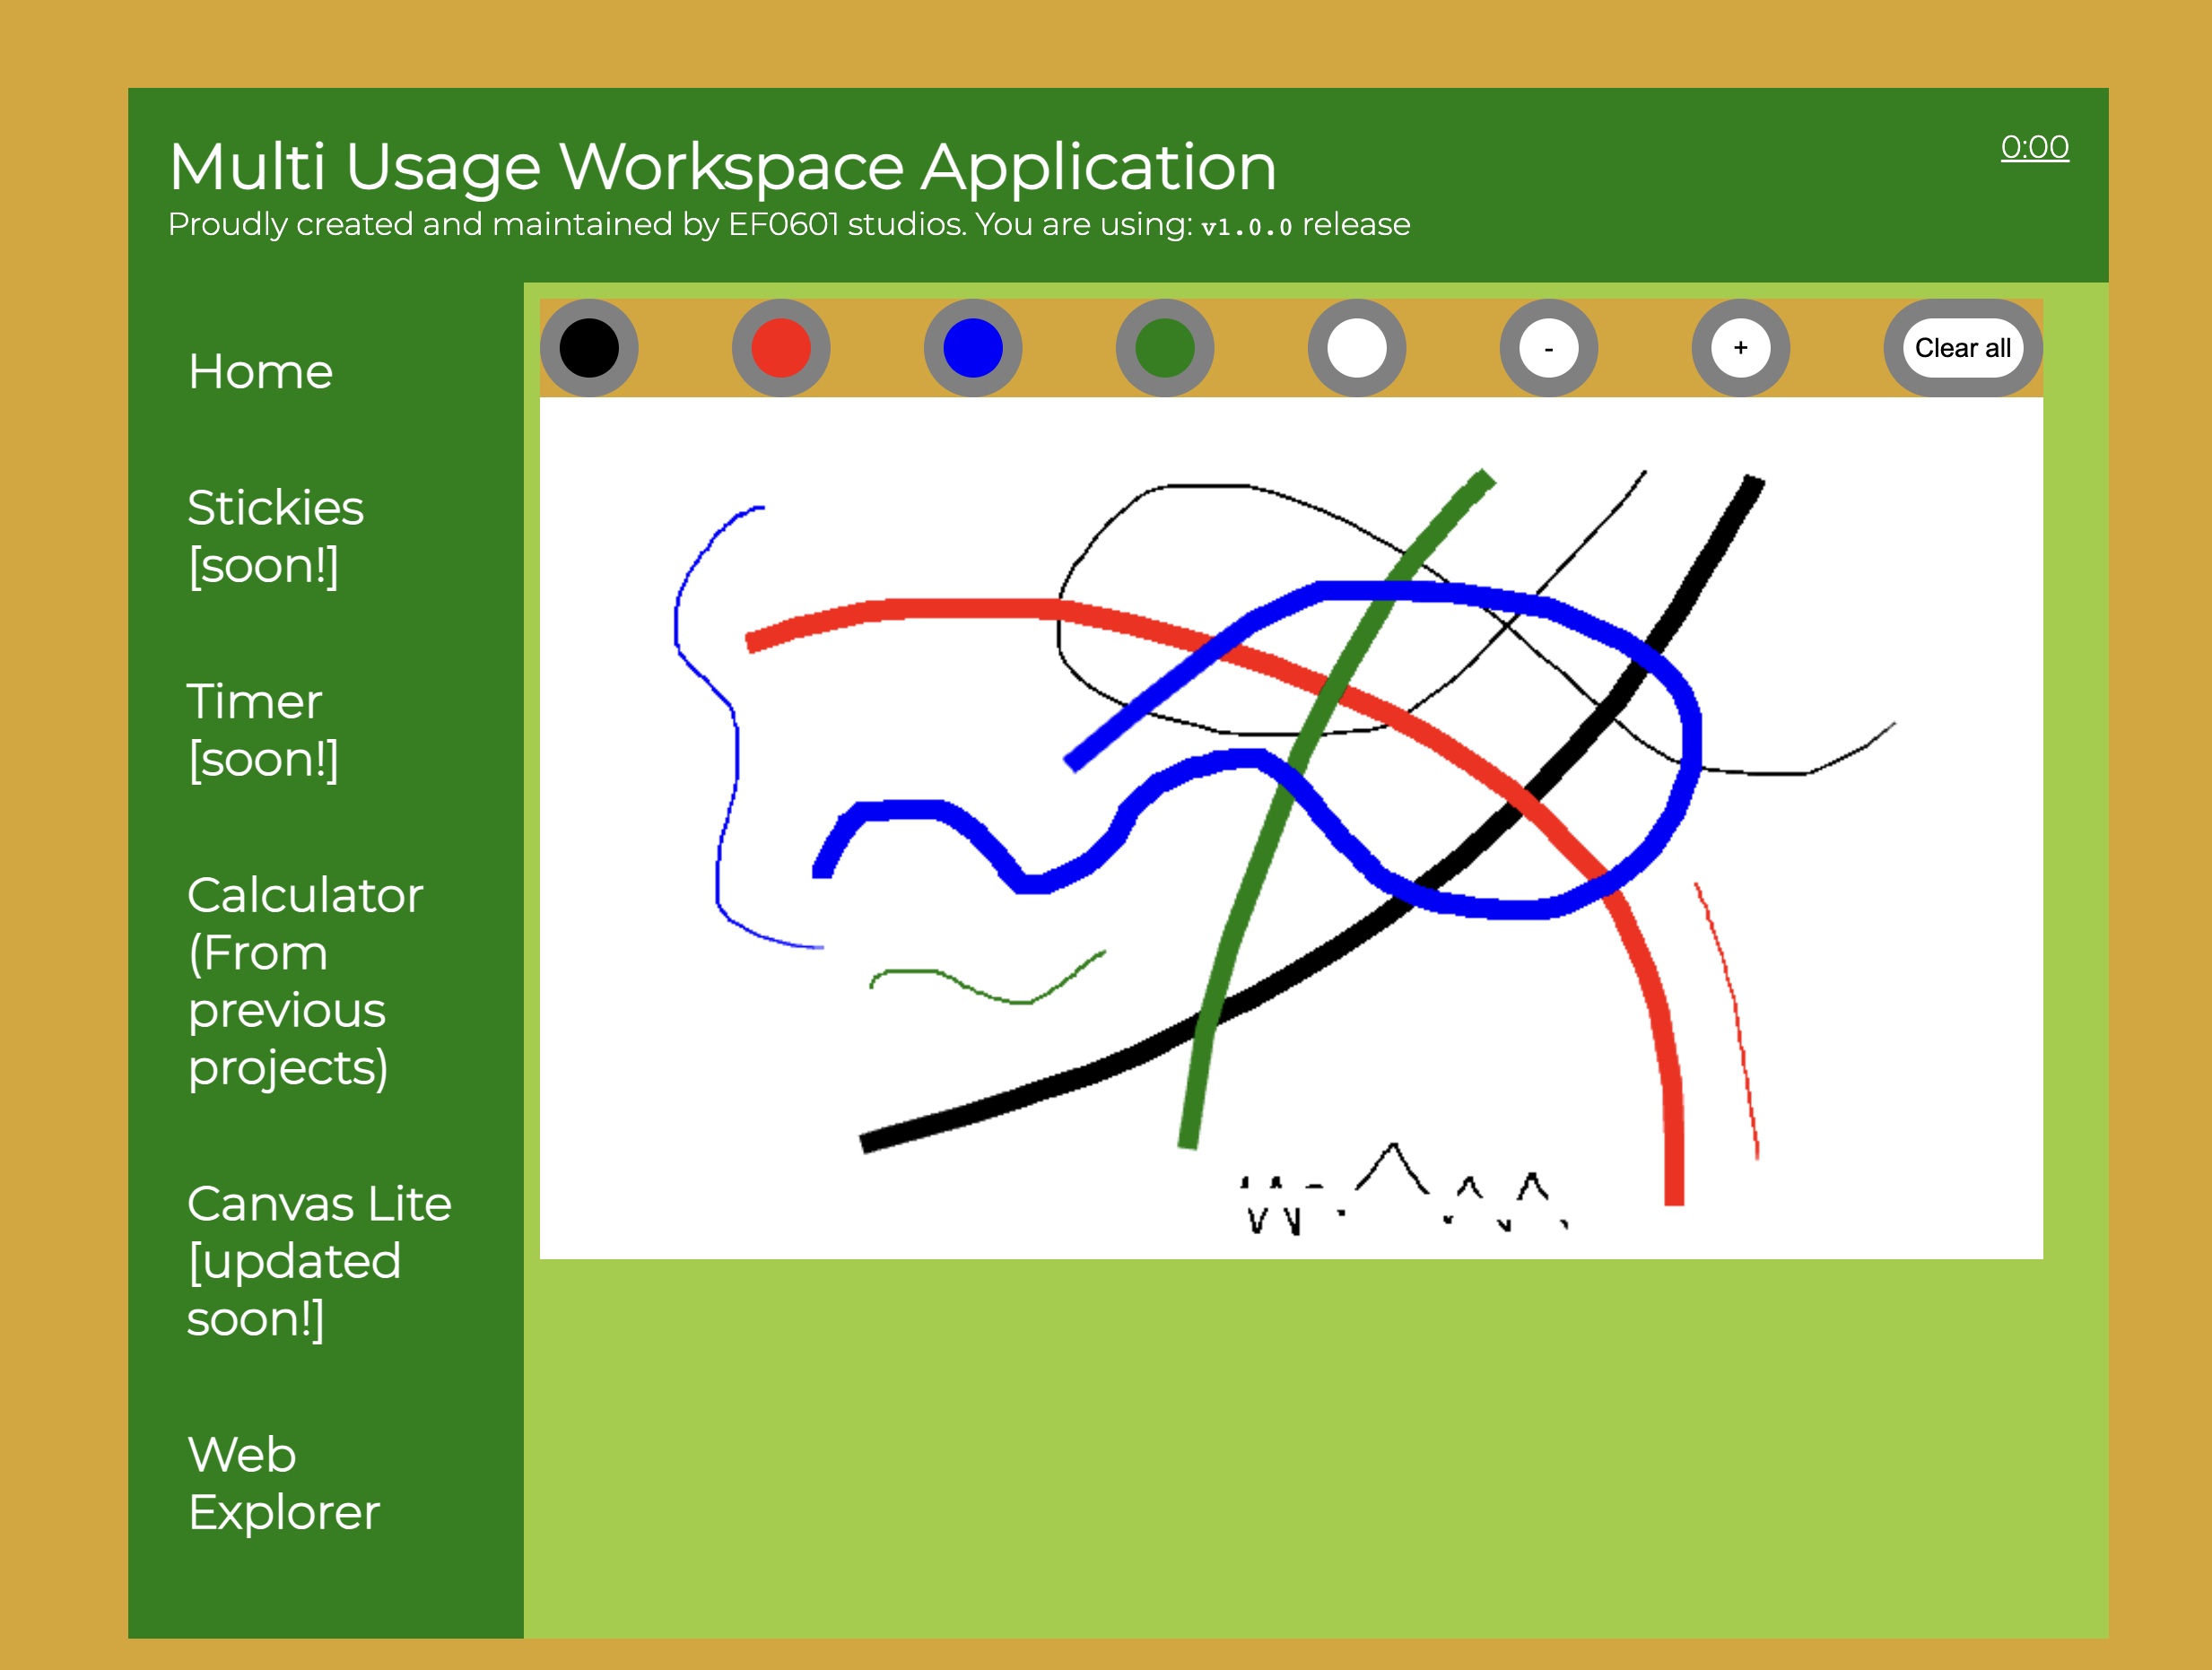 Multi Usage Workspace Application
0:00
Proudly created and maintained by EF0601 studios. You are using: v1.0.0 release
Home
Stickies
[soon!]
Timer
[soon!]
Calculator
(From
previous
projects)
Canvas Lite
[updated
soon!]
Web
Explorer
-
+
Clear all